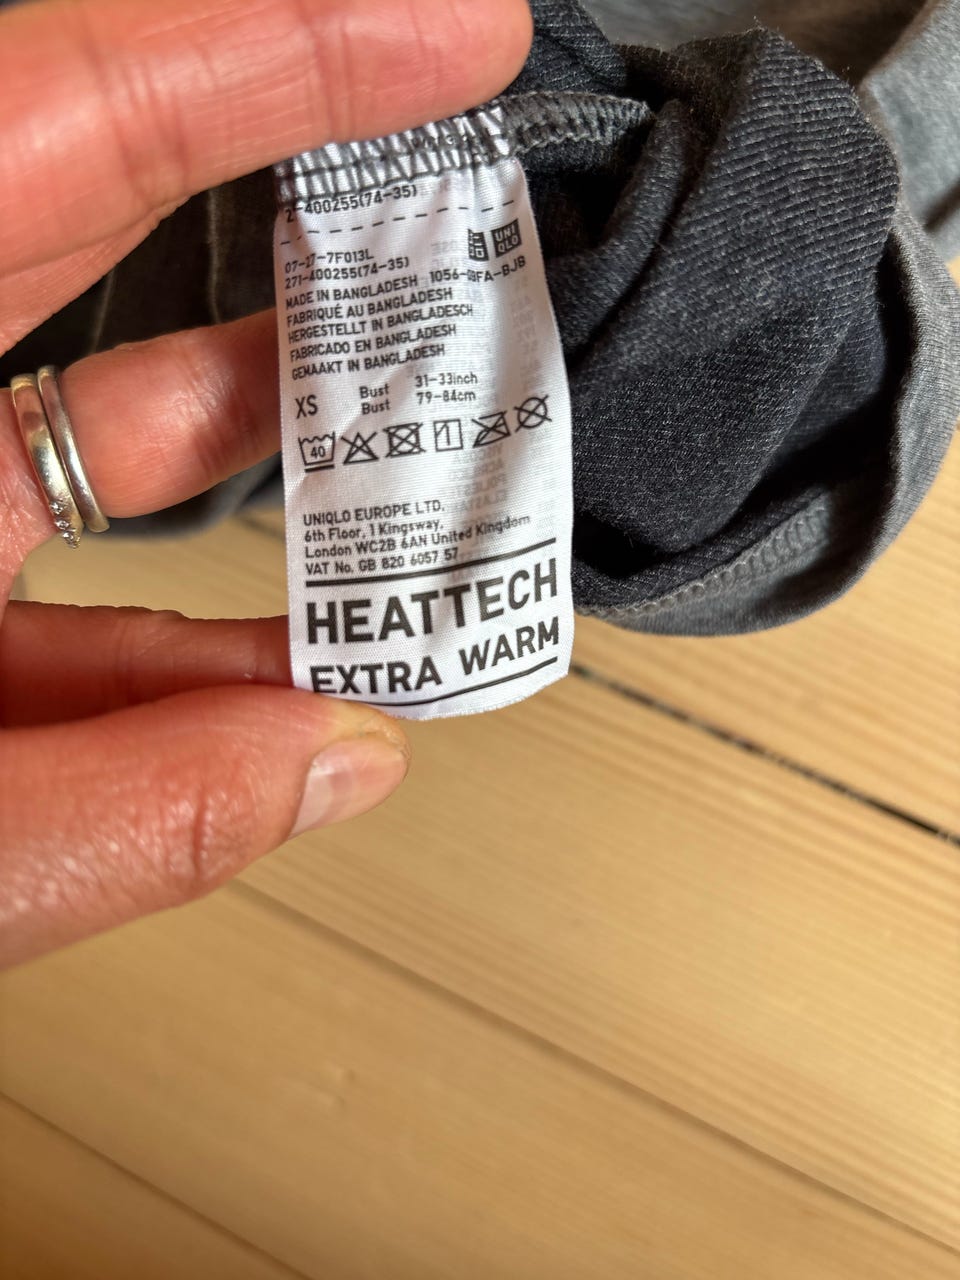 400255(74-35)
UNI
QLO
07-27-7F013L
271-400255(74-35)
MADE IN BANGLADESH
FABRIQUÉ AU BANGLADESH
HERGESTELLT IN BANGLADESCH
FABRICADO EN BANGLADESH
GEMAAKT IN BANGLADESH
XS
Bust 31-33inch
Bust 79-84cm
40
UNIQLO EUROPE LTD.
6th Floor, 1 Kingsway,
London WC2B 6AN United Kingdom
VAT No. GB 820 6057 57
HEATTECH
EXTRA WARM